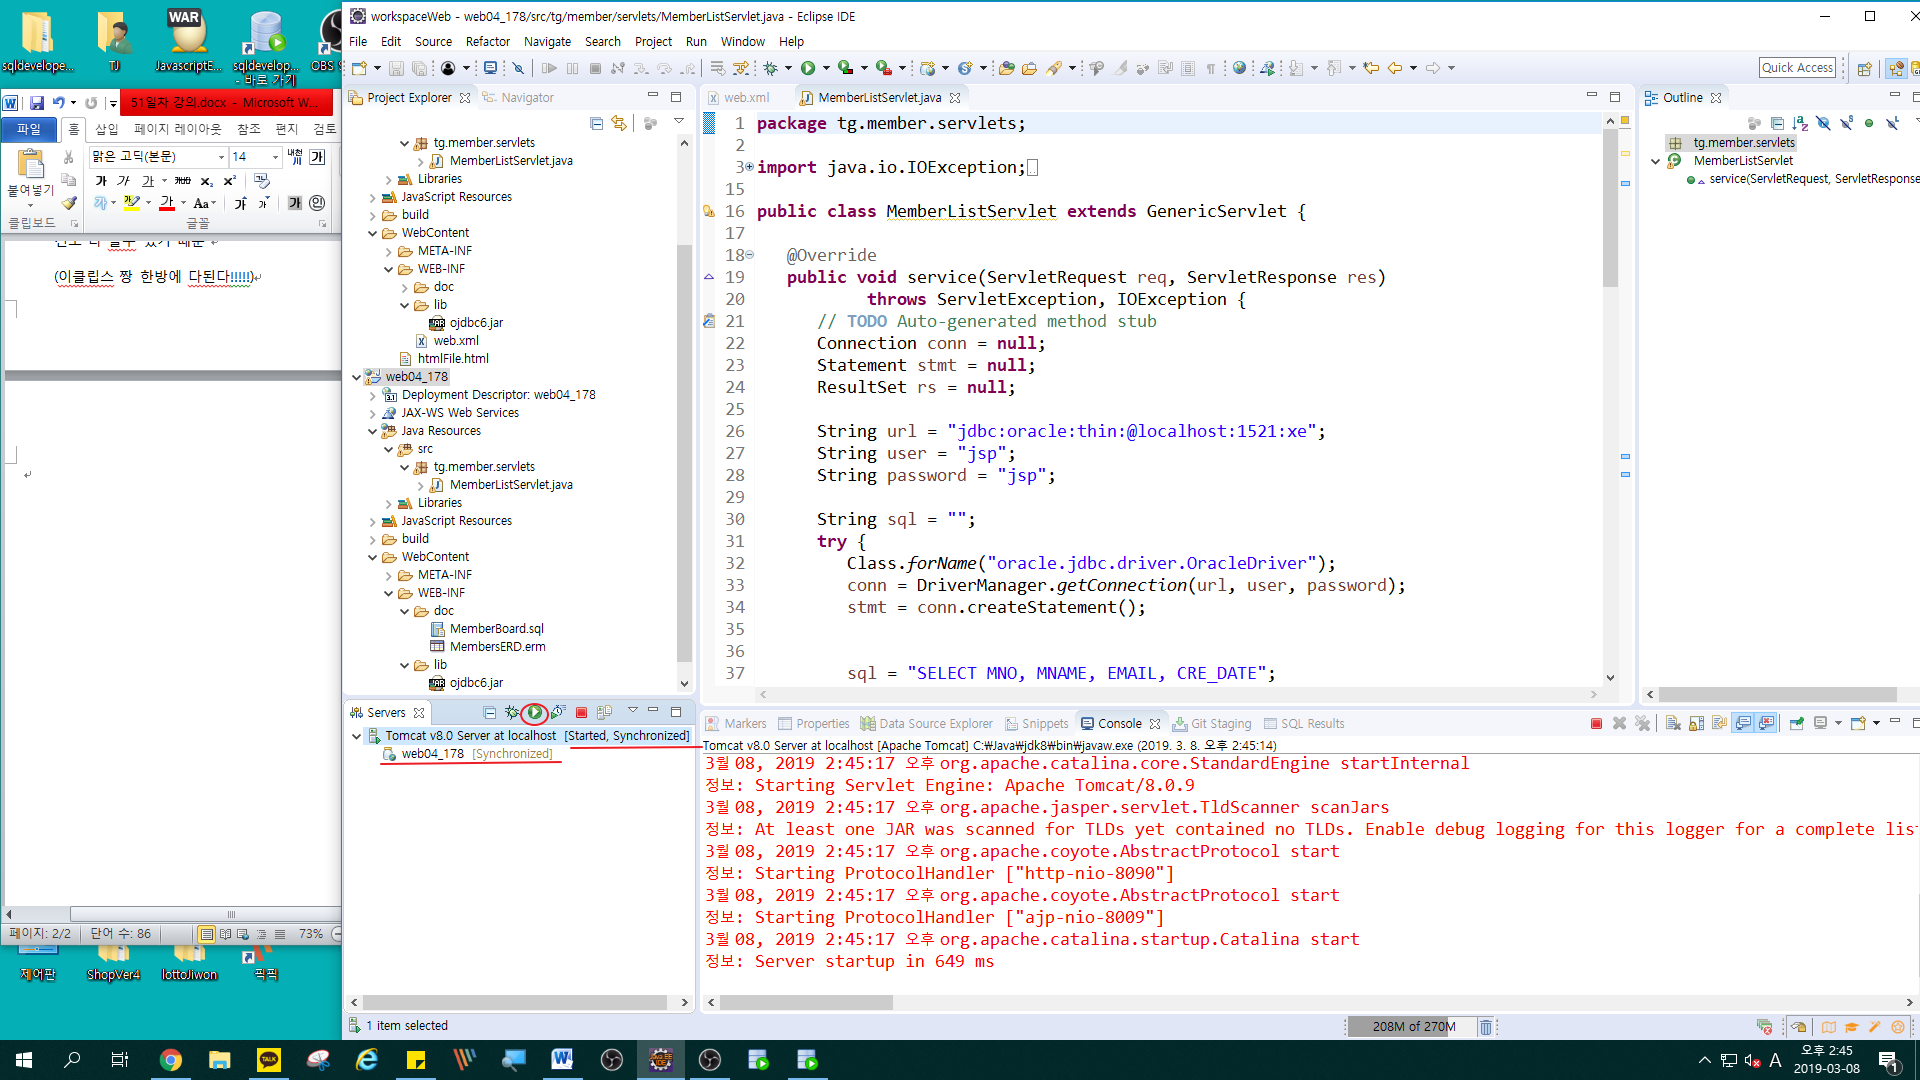 sqldevelope...
TJ
WAR
JavascriptE...
sqldevelop...
- 바로 가기
51일차 강의.docx - Microsoft W...
파일
홈
삽입
페이지 레이아웃
참조
편지
검토
맑은 고딕(본문)
14
붙여넣기
클립보드
글꼴
(이클립스 짱 한방에 다된다!!!!!)
페이지: 2/2
단어 수: 86
73%
제어판
ShopVer4
lottoJiwon
픽픽
workspaceWeb - web04_178/src/tg/member/servlets/MemberListServlet.java - Eclipse IDE
File Edit Source Refactor Navigate Search Project Run Window Help
Quick Access
Project Explorer
Navigator
tg.member.servlets
MemberListServlet.java
Libraries
JavaScript Resources
build
WebContent
META-INF
WEB-INF
doc
lib
ojdbc6.jar
web.xml
htmlFile.html
web04_178
Deployment Descriptor: web04_178
JAX-WS Web Services
Java Resources
src
tg.member.servlets
MemberListServlet.java
Libraries
JavaScript Resources
build
WebContent
META-INF
WEB-INF
doc
MemberBoard.sql
MembersERD.erm
lib
ojdbc6.jar
Servers
Tomcat v8.0 Server at localhost [Started, Synchronized]
web04_178 [Synchronized]
web.xml
MemberListServlet.java
1 package tg.member.servlets;
2
3 import java.io.IOException;
15
16 public class MemberListServlet extends GenericServlet {
17
18 @Override
19 public void service(ServletRequest req, ServletResponse res)
20 throws ServletException, IOException {
21 // TODO Auto-generated method stub
22 Connection conn = null;
23 Statement stmt = null;
24 ResultSet rs = null;
25
26 String url = "jdbc:oracle:thin:@localhost:1521:xe";
27 String user = "jsp";
28 String password = "jsp";
29
30 String sql = "";
31 try {
32 Class.forName("oracle.jdbc.driver.OracleDriver");
33 conn = DriverManager.getConnection(url, user, password);
34 stmt = conn.createStatement();
35
36
37 sql = "SELECT MNO, MNAME, EMAIL, CRE_DATE";
Outline
tg.member.servlets
MemberListServlet
service(ServletRequest, ServletResponse
Markers
Properties
Data Source Explorer
Snippets
Console
Git Staging
SQL Results
Tomcat v8.0 Server at localhost [Apache Tomcat] C:₩Java₩jdk8₩bin₩javaw.exe (2019. 3. 8. 오후 2:45:14)
3월 08, 2019 2:45:17 오후 org.apache.catalina.core.StandardEngine startInternal
정보: Starting Servlet Engine: Apache Tomcat/8.0.9
3월 08, 2019 2:45:17 오후 org.apache.jasper.servlet.TldScanner scanJars
정보: At least one JAR was scanned for TLDs yet contained no TLDs. Enable debug logging for this logger for a complete lis
3월 08, 2019 2:45:17 오후 org.apache.coyote.AbstractProtocol start
정보: Starting ProtocolHandler ["http-nio-8090"]
3월 08, 2019 2:45:17 오후 org.apache.coyote.AbstractProtocol start
정보: Starting ProtocolHandler ["ajp-nio-8009"]
3월 08, 2019 2:45:17 오후 org.apache.catalina.startup.Catalina start
정보: Server startup in 649 ms
1 item selected
208M of 270M
A
오후 2:45
2019-03-08